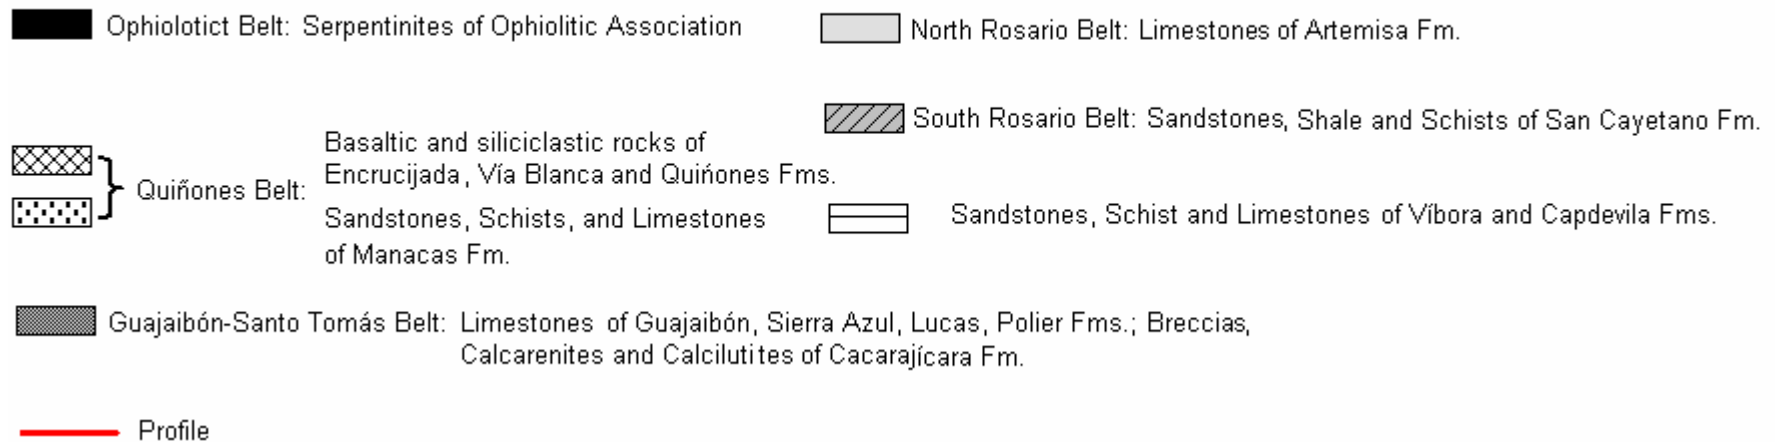 Ophiolotict Belt: Serpentinites of Ophiolitic Association
North Rosario Belt: Limestones of Artemisa Fm.
South Rosario Belt: Sandstones, Shale and Schists of San Cayetano Fm.
Quiñones Belt:
Basaltic and siliciclastic rocks of
Encrucijada, Vía Blanca and Quińones Fms.
Sandstones, Schists, and Limestones
of Manacas Fm.
Sandstones, Schist and Limestones of Víbora and Capdevila Fms.
Guajaibón-Santo Tomás Belt: Limestones of Guajaibón, Sierra Azul, Lucas, Polier Fms.; Breccias,
Calcarenites and Calcilutites of Cacarajícara Fm.
Profile